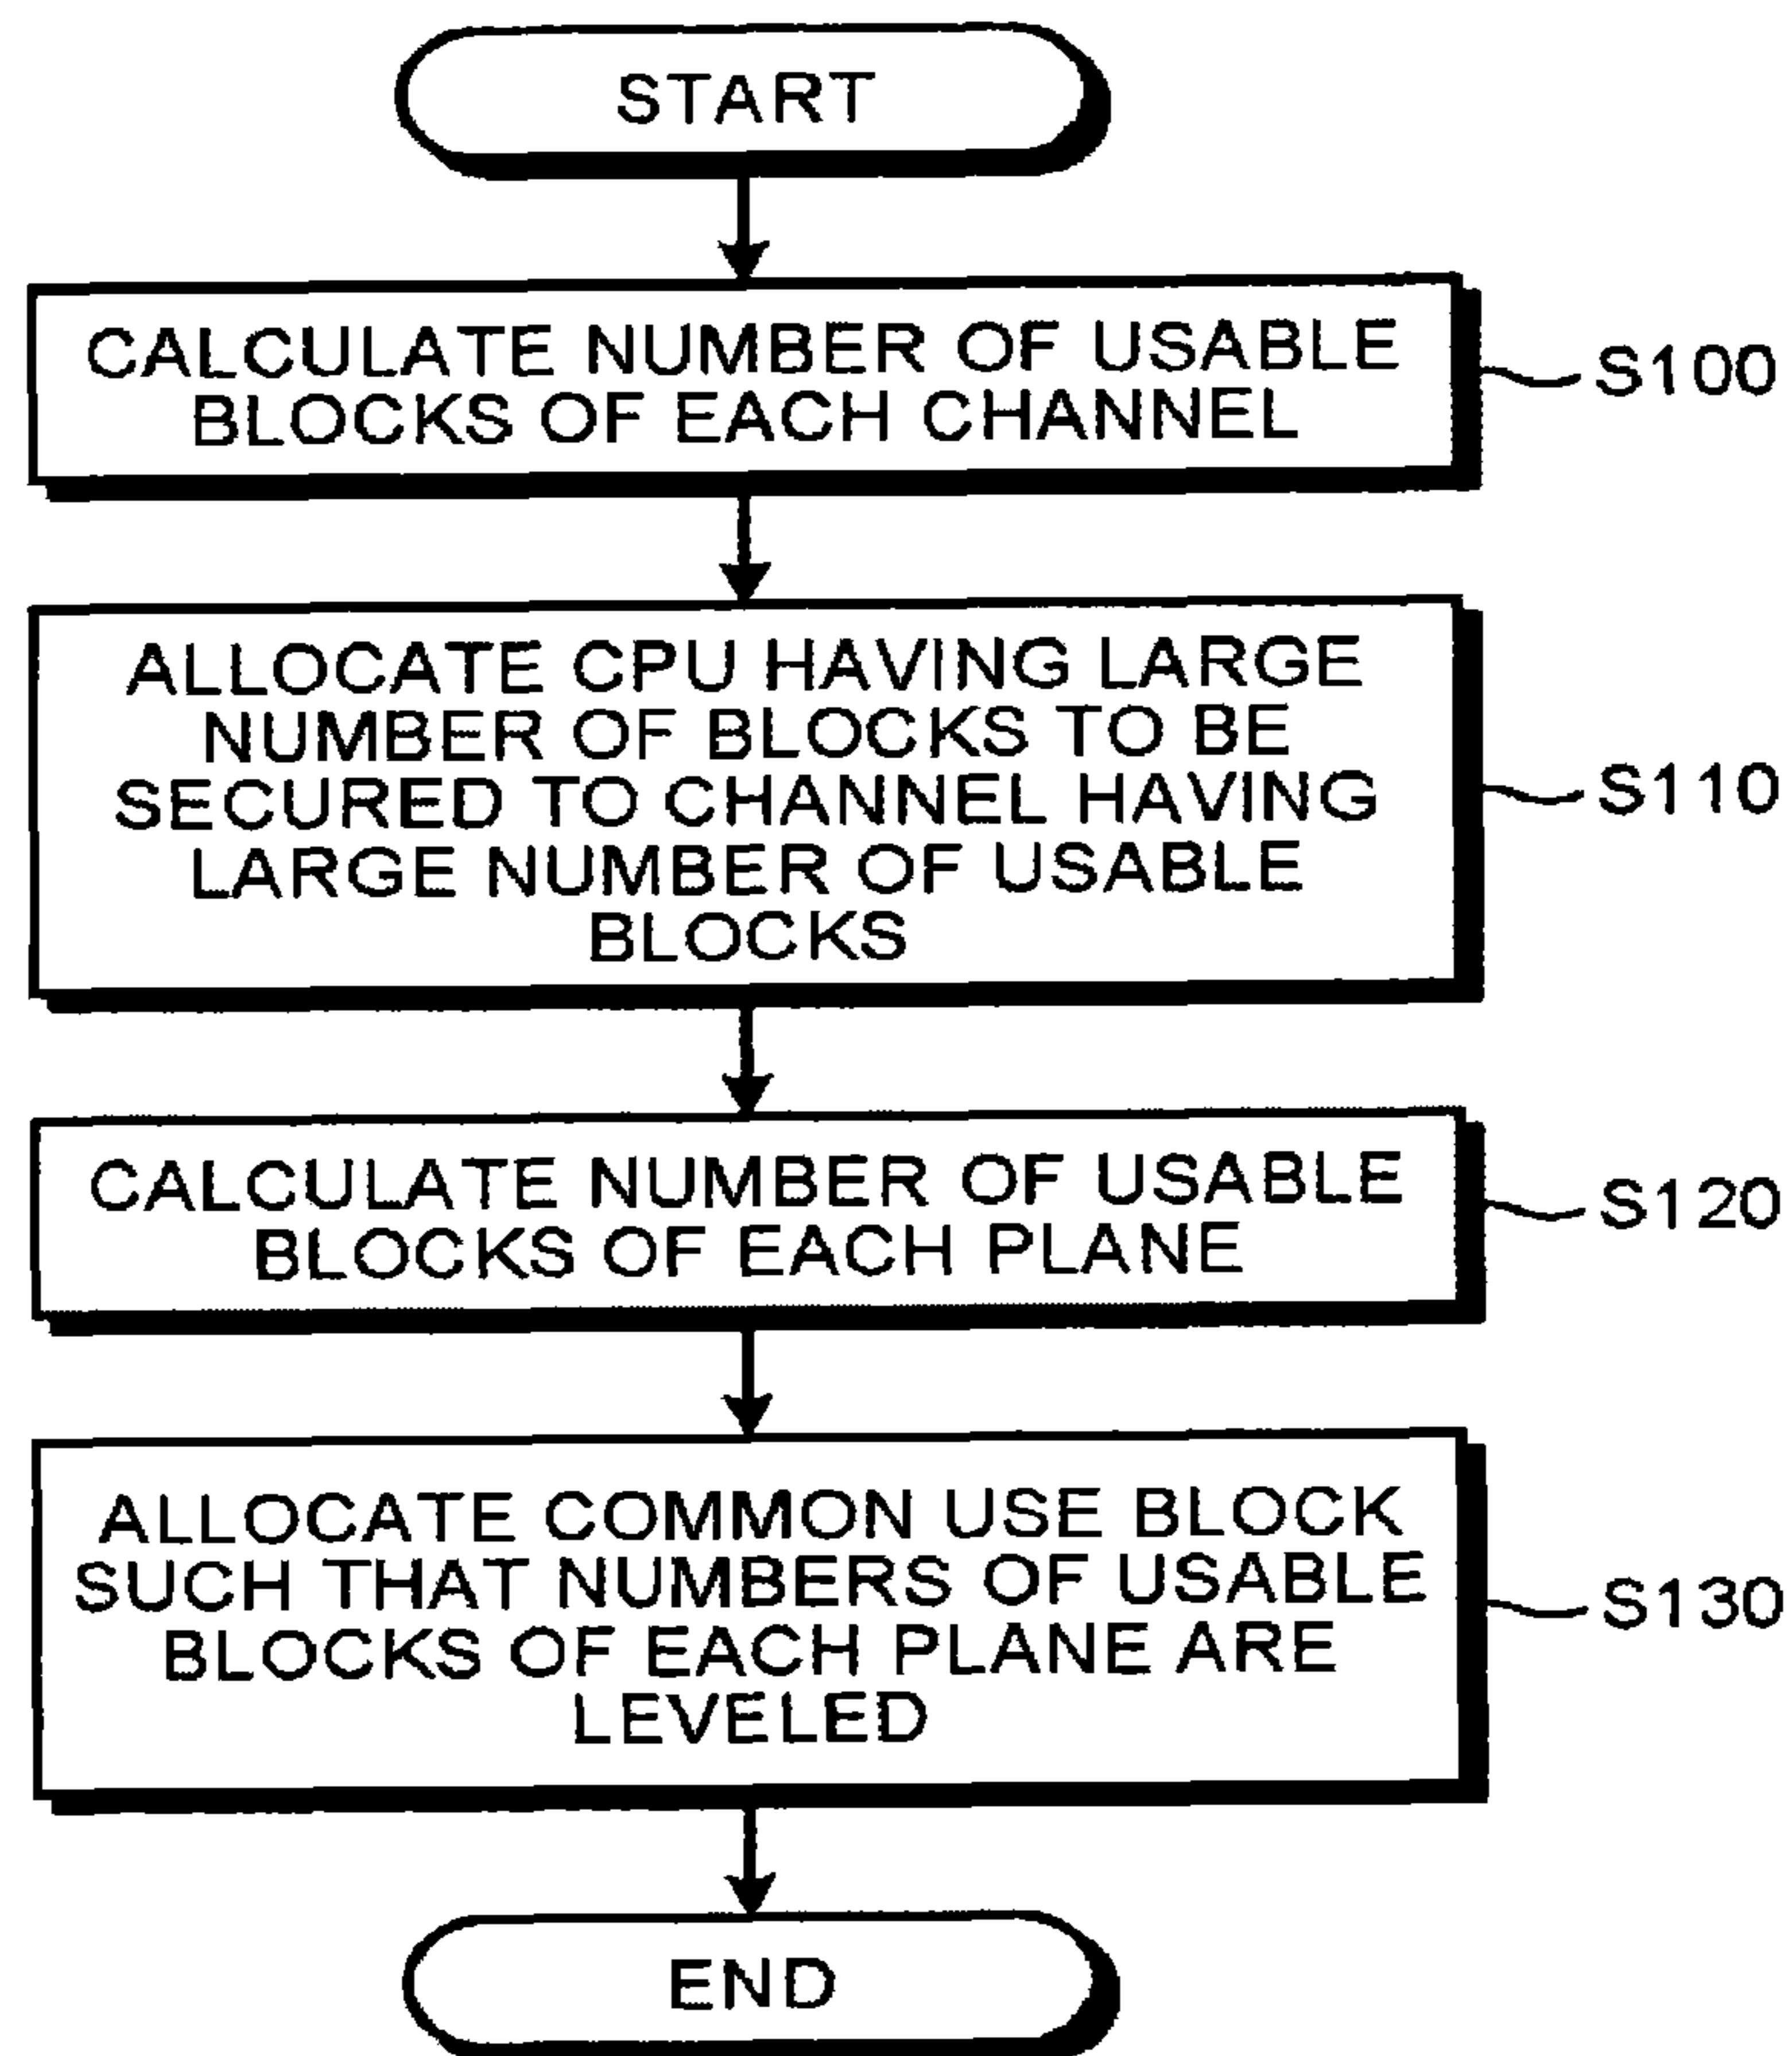 START
CALCULATE NUMBER OF USABLE
BLOCKS OF EACH CHANNEL
S100
ALLOCATE CPU HAVING LARGE
NUMBER OF BLOCKS TO BE
SECURED TO CHANNEL HAVING
LARGE NUMBER OF USABLE
BLOCKS
S110
CALCULATE NUMBER OF USABLE
BLOCKS OF EACH PLANE
S120
ALLOCATE COMMON USE BLOCK
SUCH THAT NUMBERS OF USABLE
BLOCKS OF EACH PLANE ARE
LEVELED
S130
END